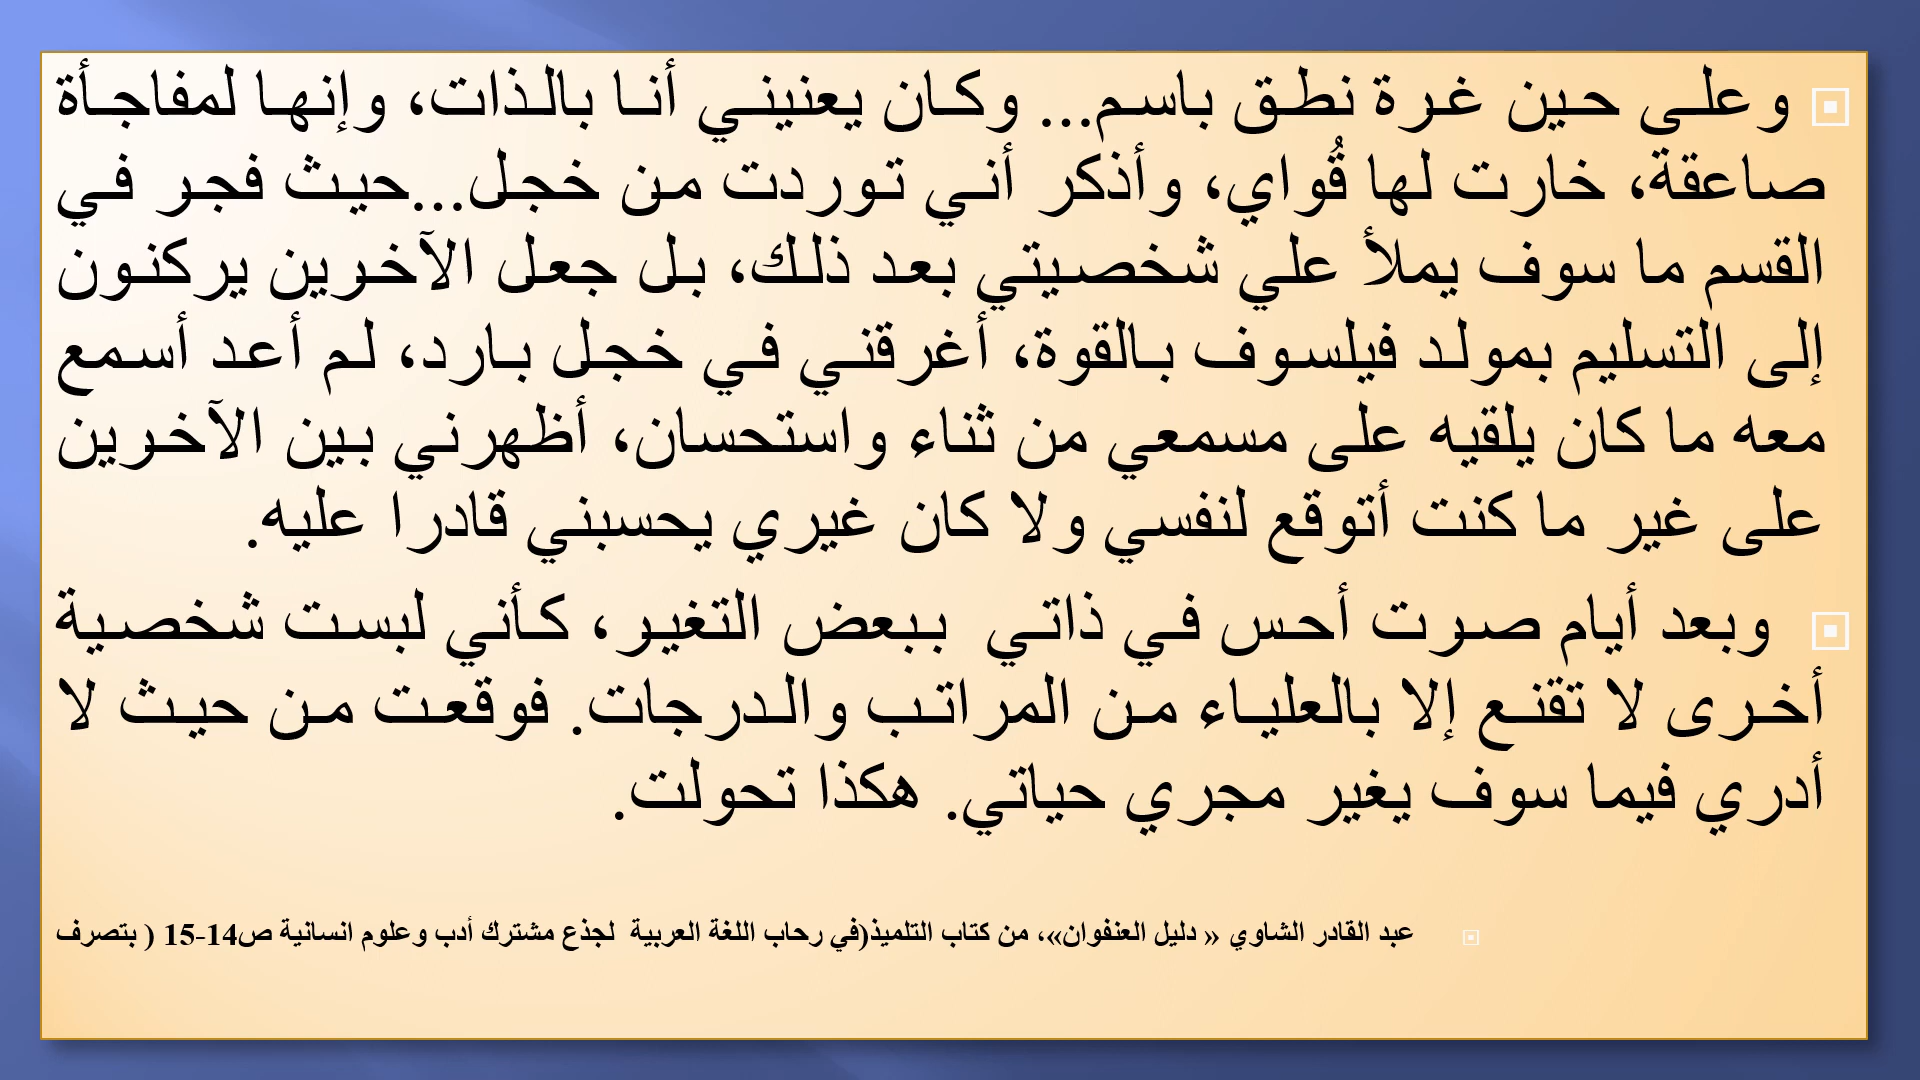 وعلى حين غرة نطق باسم... وكان يعنيني أنا بالذات، وإنها لمفاجأة
صاعقة، خارت لها قُواي، وأذكر أني توردت من خجل...حيث فجر في
القسم ما سوف يملأ علي شخصيتي بعد ذلك، بل جعل الآخرين يركنون
إلى التسليم بمولد فيلسوف بالقوة، أغرقني في خجل بارد، لم أعد أسمع
معه ما كان يلقيه على مسمعي من ثناء واستحسان، أظهرني بين الآخرين
على غير ما كنت أتوقع لنفسي ولا كان غيري يحسبني قادرا عليه.
وبعد أيام صرت أحس في ذاتي ببعض التغير، كأني لبست شخصية
أخرى لا تقنع إلا بالعلياء من المراتب والدرجات. فوقعت من حيث لا
أدري فيما سوف يغير مجري حياتي. هكذا تحولت.
عبد القادر الشاوي « دليل العنفوان»، من كتاب التلميذ(في رحاب اللغة العربية لجذع مشترك أدب وعلوم انسانية ص14-15 ( بتصرف